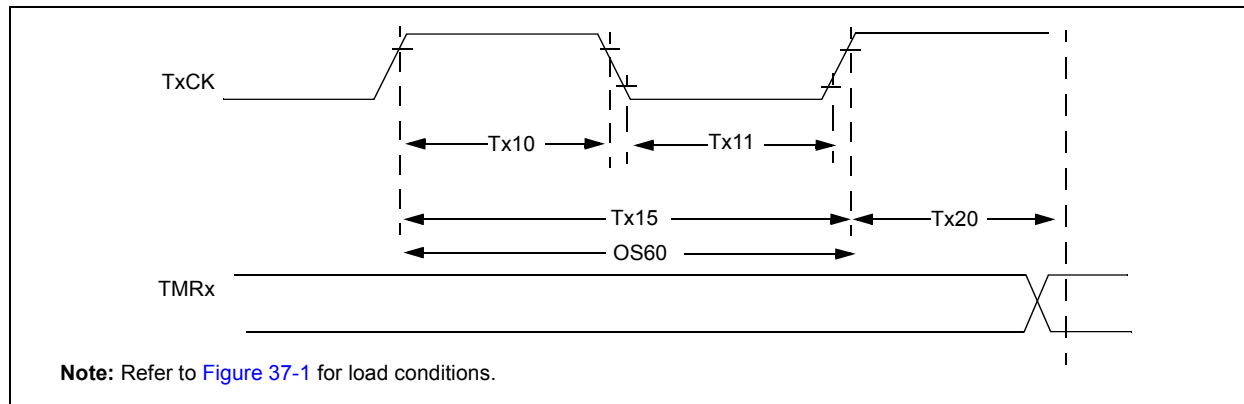 TxCK
Tx10
Tx11
Tx15
Tx20
OS60
TMRx
Note: Refer to Figure 37-1 for load conditions.